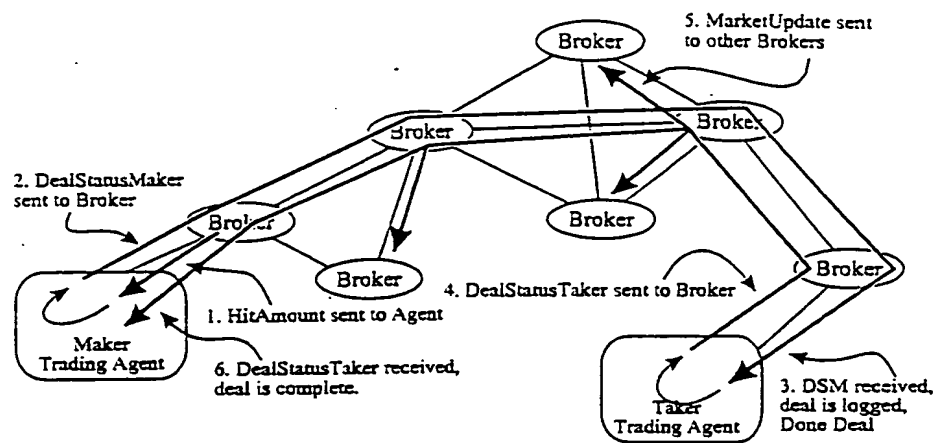 Broker
5. MarketUpdate sent
to other Brokers
Broker
Broker
2. DealStatusMaker
sent to Broker
Broker
Broker
Broker
Broker
4. DealStatusTaker sent to Broker
1. HitAmount sent to Agent
Maker
Trading Agent
6. DealStatusTaker received,
deal is complete.
3. DSM received,
deal is logged,
Done Deal
Taker
Trading Agent